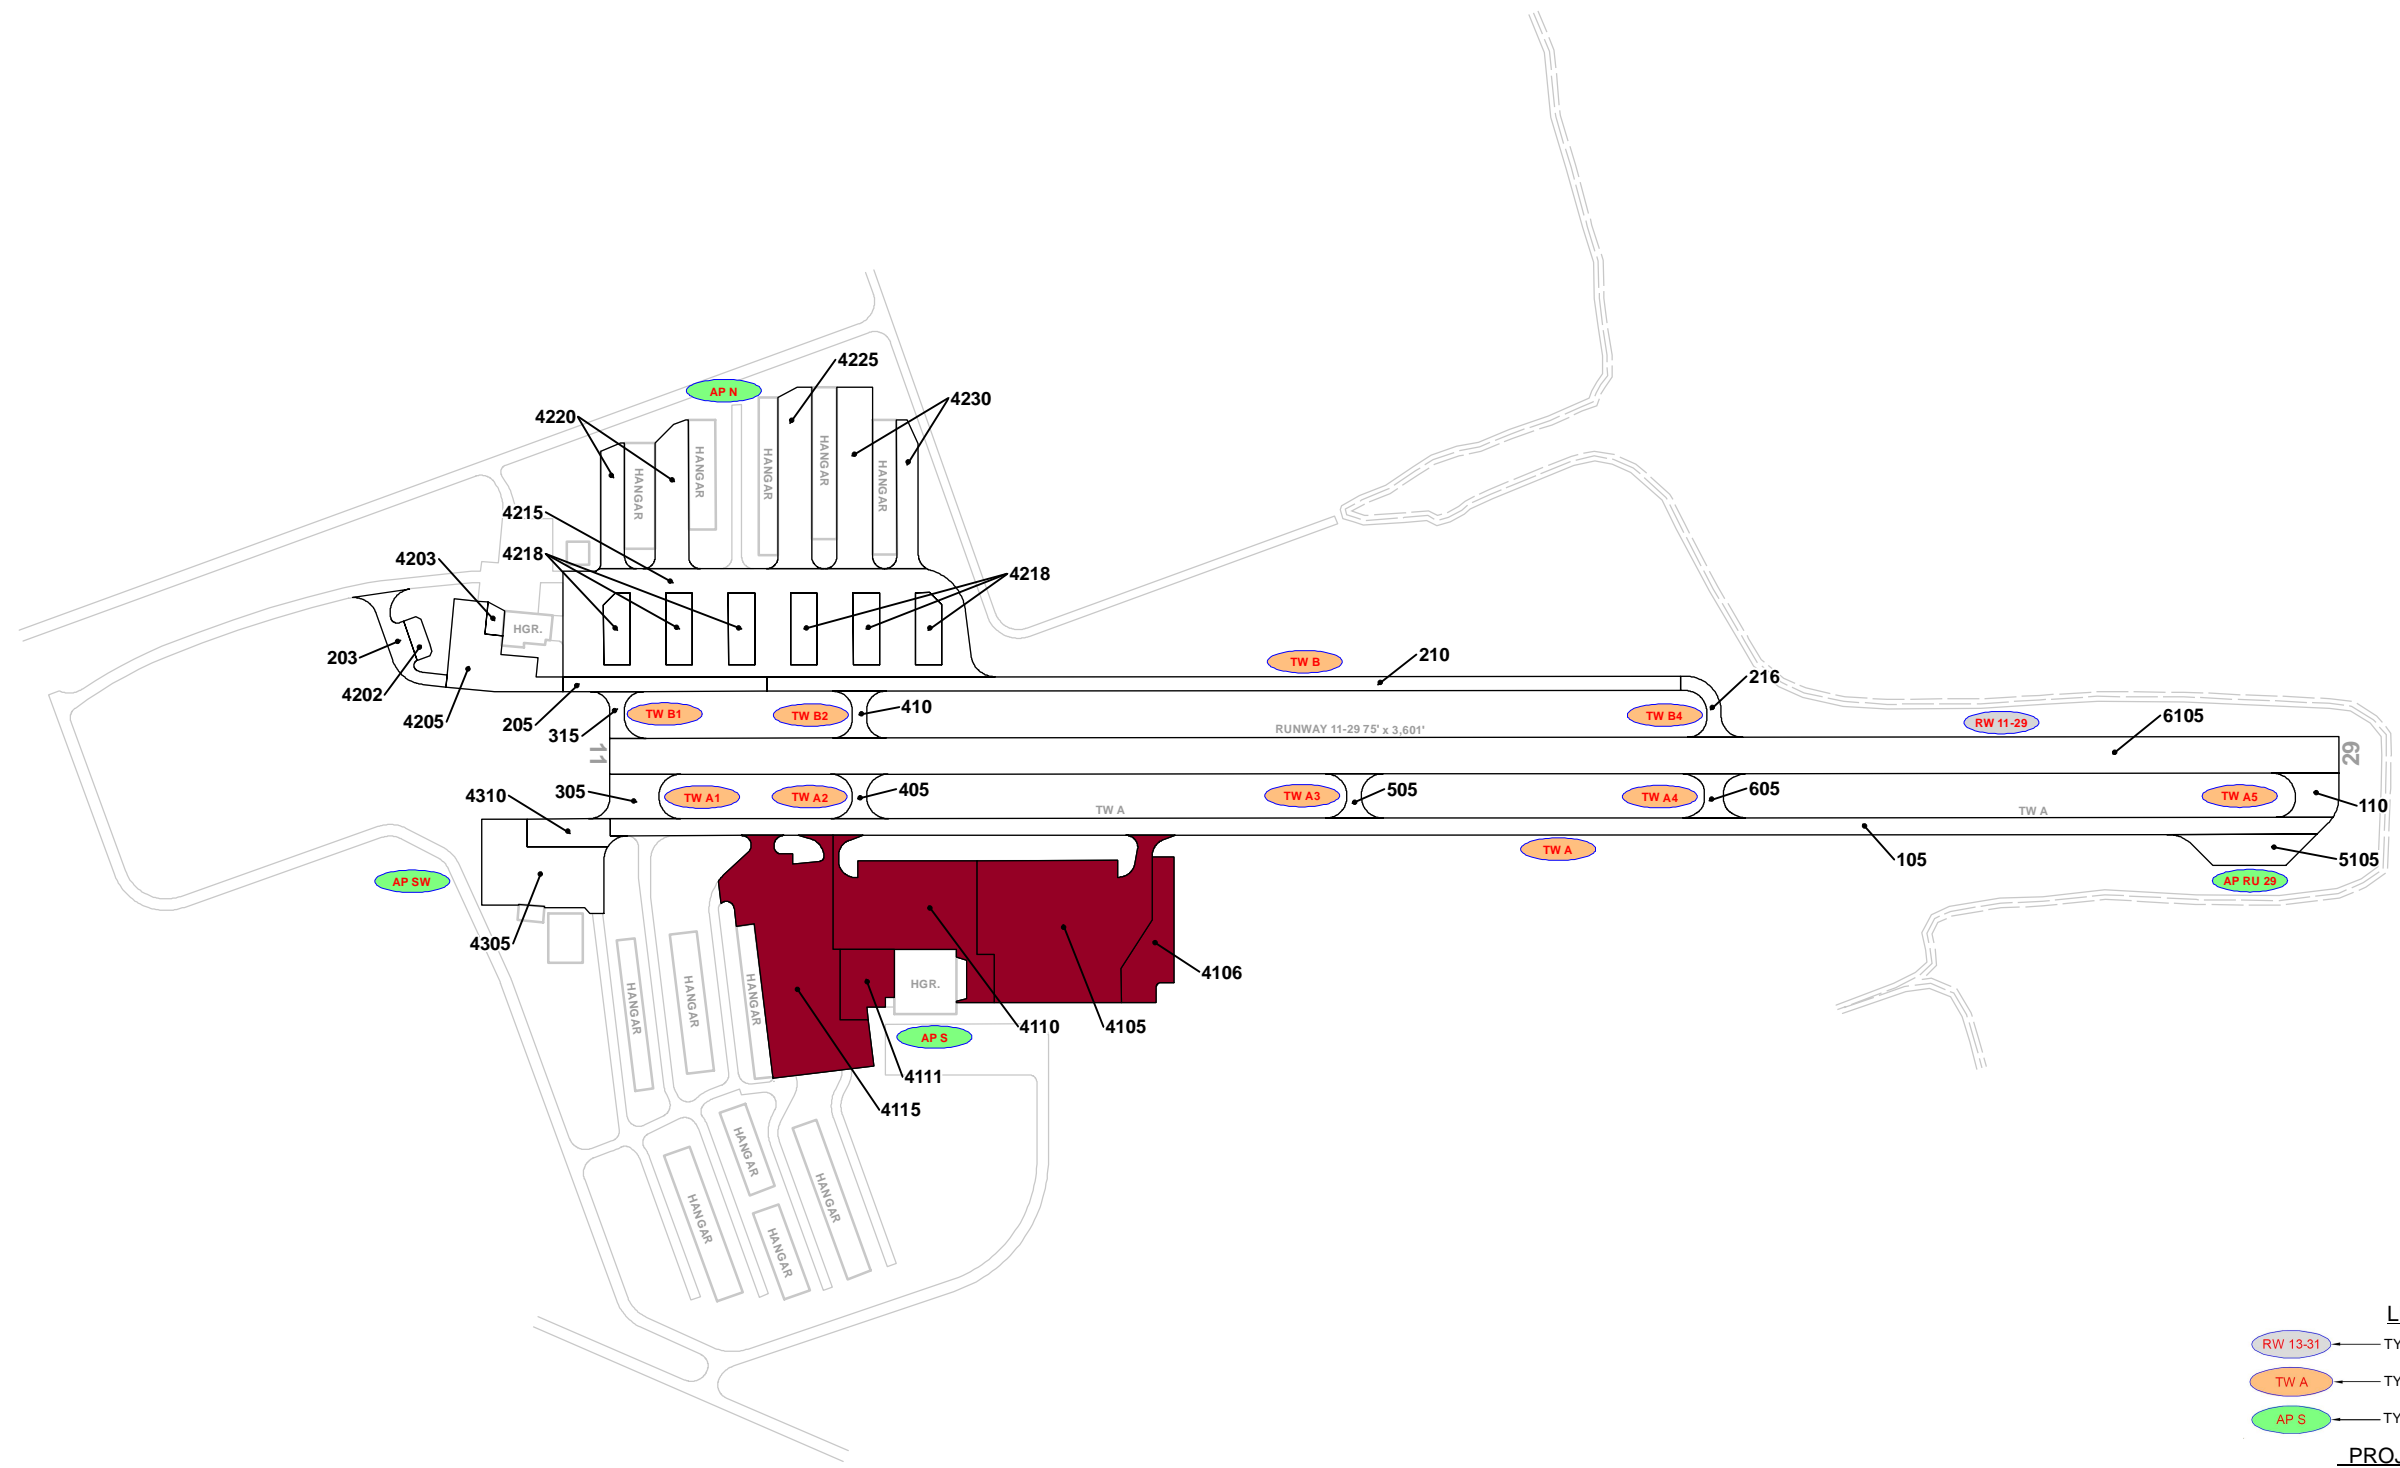 4225
AP N
4230
4220
HANGAR
HANGAR
HANGAR
HANGAR
HANGAR
4215
4203
4218
4218
HGR.
203
4202
4205
205
315
TW B
210
216
TW B1
TW B2
410
TW B4
RW 11-29
6105
RUNWAY 11-29 75' x 3,601'
11
29
4310
305
TW A1
TW A2
405
TW A3
505
TW A4
605
TW A5
110
TW A
TW A
TW A
105
5105
AP SW
AP RU 29
4305
4106
HGR.
HANGAR
HANGAR
HANGAR
4110
4105
AP S
4111
4115
HANGAR
HANGAR
HANGAR
HANGAR
L
RW 13-31
TY
TW A
TY
AP S
TY
PROJ